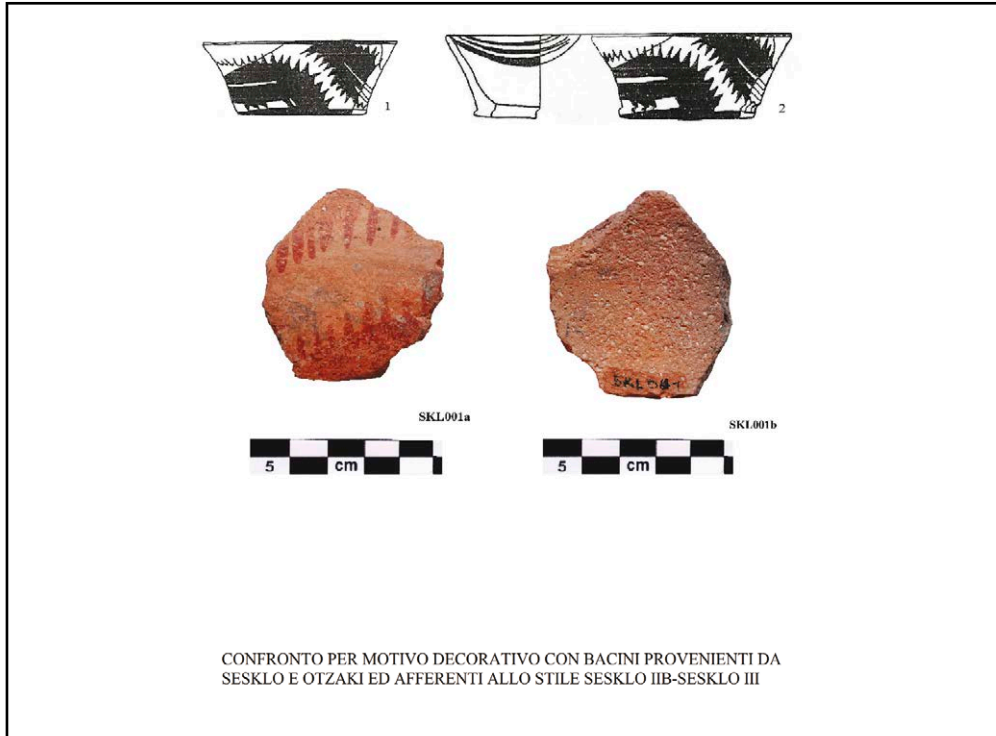 1
2
SKL001a
SKL001b
5 cm
5 cm
CONFRONTO PER MOTIVO DECORATIVO CON BACINI PROVENIENTI DA
SESKLO E OTZAKI ED AFFERENTI ALLO STILE SESKLO IIB-SESKLO III